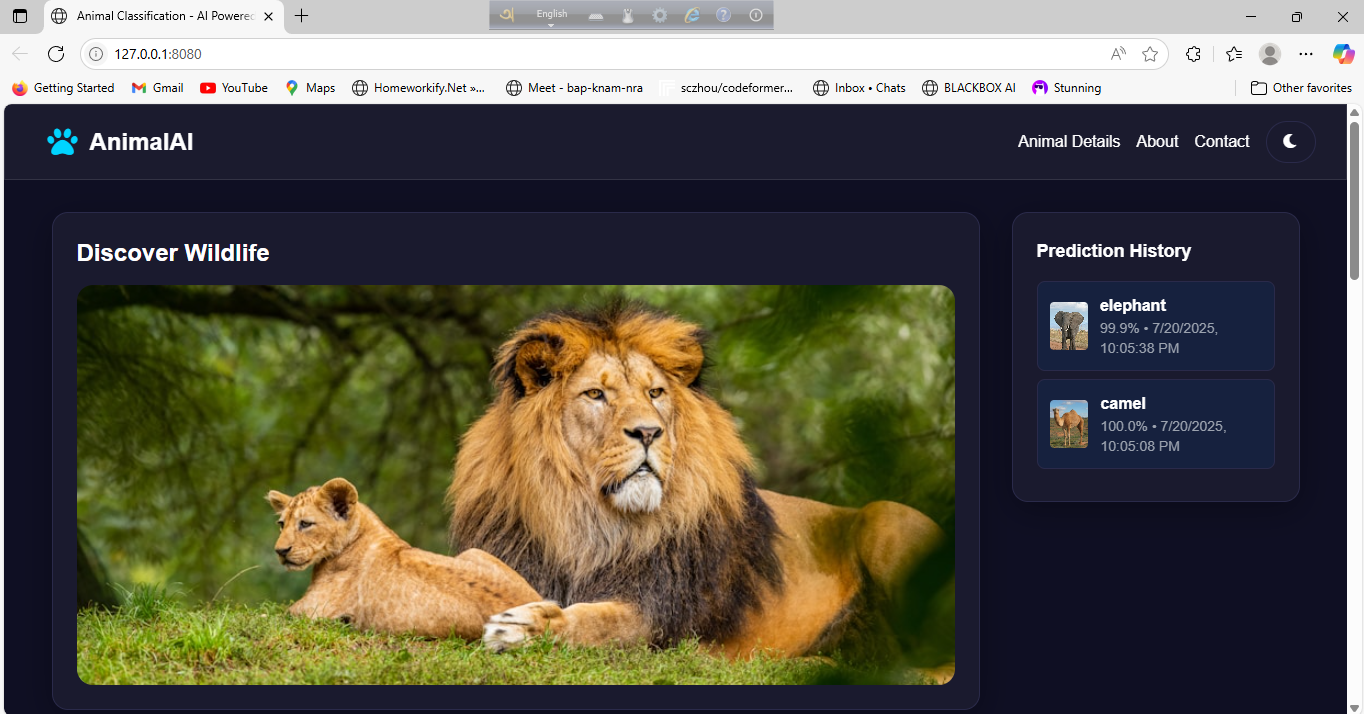 Animal Classification - AI Powered
অ English
127.0.0.1:8080
Getting Started Gmail YouTube Maps Homeworkify.Net »... Meet - bap-knam-nra sczhou/codeformer... Inbox • Chats BLACKBOX AI Stunning Other favorites
AnimalAI Animal Details About Contact
Discover Wildlife
Prediction History
elephant
99.9% • 7/20/2025,
10:05:38 PM
camel
100.0% • 7/20/2025,
10:05:08 PM